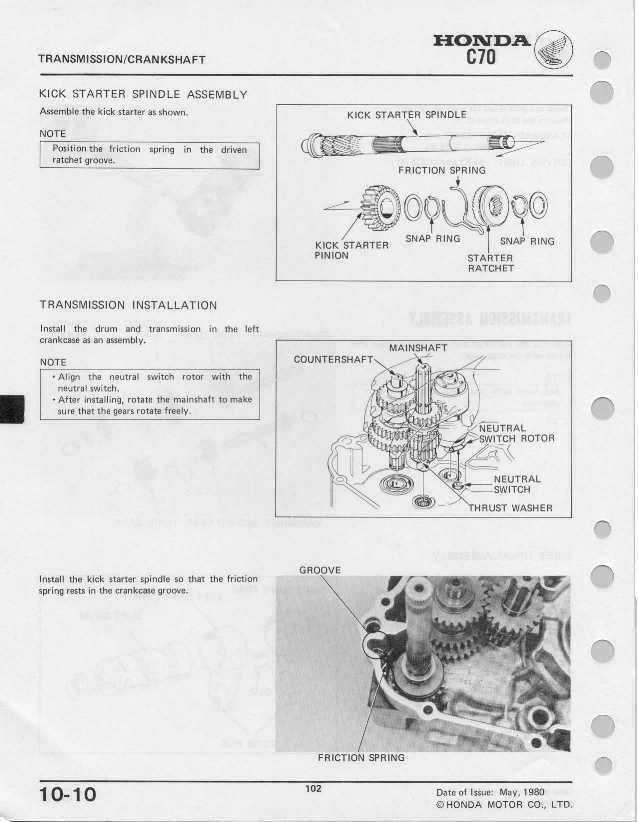 TRANSMISSION/CRANKSHAFT
HONDA
C70
KICK STARTER SPINDLE ASSEMBLY
Assemble the kick starter as shown.
NOTE
Position the friction spring in the driven
ratchet groove.
KICK STARTER SPINDLE
FRICTION SPRING
KICK STARTER
PINION
SNAP RING
STARTER
RATCHET
SNAP RING
TRANSMISSION INSTALLATION
Install the drum and transmission in the left
crankcase as an assembly.
NOTE
• Align the neutral switch rotor with the
neutral switch.
• After installing, rotate the mainshaft to make
sure that the gears rotate freely.
MAINSHAFT
COUNTERSHAFT
NEUTRAL
SWITCH ROTOR
NEUTRAL
SWITCH
THRUST WASHER
Install the kick starter spindle so that the friction
spring rests in the crankcase groove.
GROOVE
FRICTION SPRING
10-10
102
Date of Issue: May, 1980
© HONDA MOTOR CO., LTD.